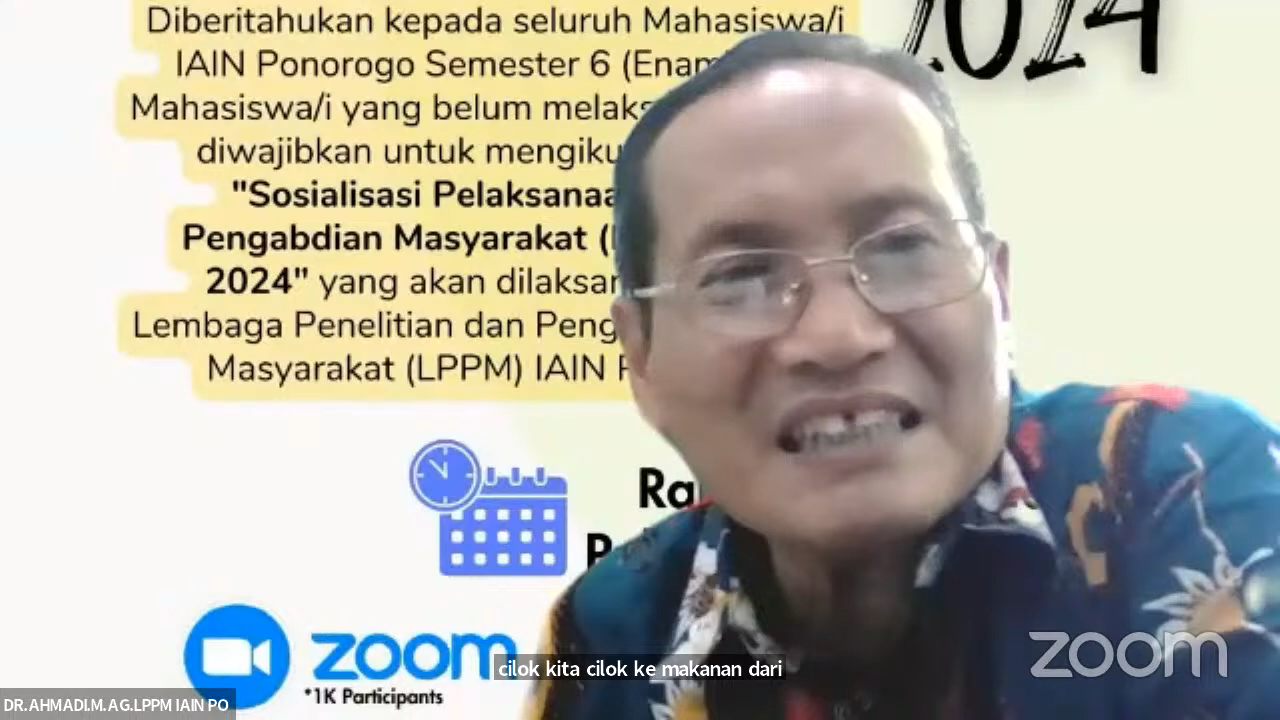 Diberitahukan kepada seluruh Mahasiswa/i
2024
IAIN Ponorogo Semester 6 (Enam
Mahasiswa/i yang belum melaks
diwajibkan untuk mengiku
"Sosialisasi Pelaksanaa
Pengabdian Masyarakat (
2024" yang akan dilaksan
Lembaga Penelitian dan Peng
Masyarakat (LPPM) IAIN P
Ra
zoom
*1K Participants
cilok kita cilok ke makanan dari
zoom
DR.AHMADI.M.AG.LPPM IAIN PO